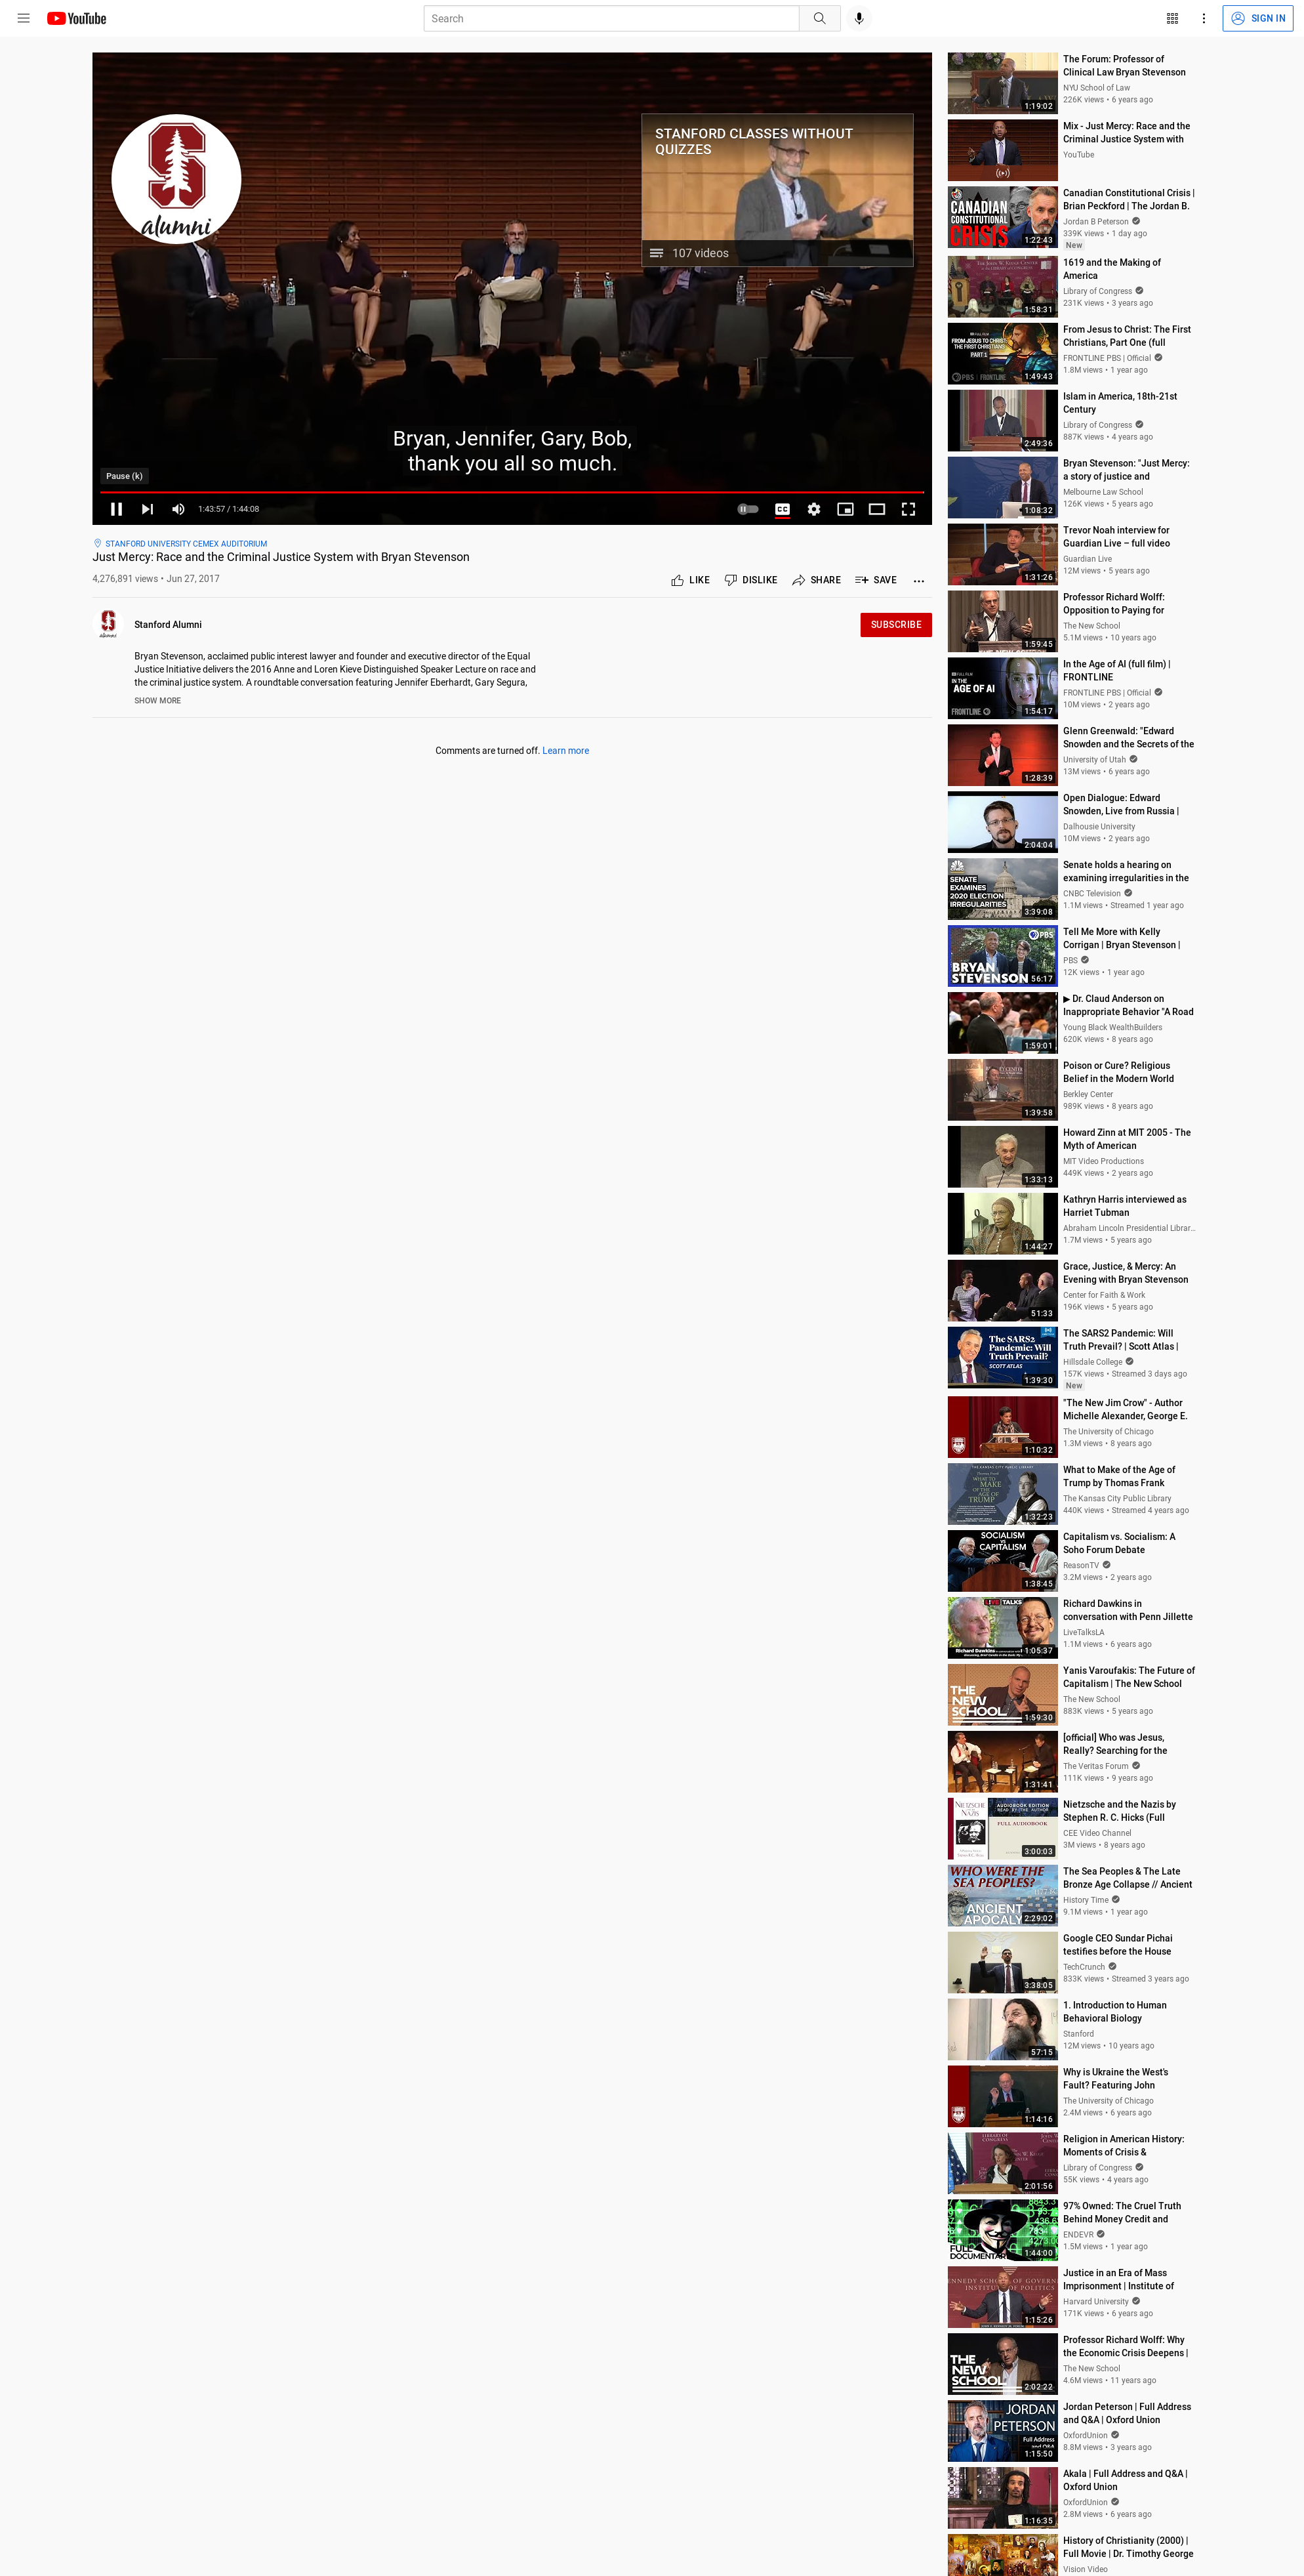 YouTube
Search
SIGN IN
STANFORD CLASSES WITHOUT
QUIZZES
S
alumni
107 videos
Bryan, Jennifer, Gary, Bob,
thank you all so much.
Pause (k)
1:43:57 / 1:44:08
CC
STANFORD UNIVERSITY CEMEX AUDITORIUM
Just Mercy: Race and the Criminal Justice System with Bryan Stevenson
4,276,891 views • Jun 27, 2017
LIKE
DISLIKE
SHARE
SAVE
Stanford Alumni
SUBSCRIBE
Bryan Stevenson, acclaimed public interest lawyer and founder and executive director of the Equal
Justice Initiative delivers the 2016 Anne and Loren Kieve Distinguished Speaker Lecture on race and
the criminal justice system. A roundtable conversation featuring Jennifer Eberhardt, Gary Segura,
SHOW MORE
Comments are turned off. Learn more
1:19:02
The Forum: Professor of
Clinical Law Bryan Stevenson
NYU School of Law
226K views • 6 years ago
Mix - Just Mercy: Race and the
Criminal Justice System with
YouTube
CANADIAN
CONSTITUTIONAL
CRISIS
1:22:43
Canadian Constitutional Crisis |
Brian Peckford | The Jordan B.
Jordan B Peterson
339K views • 1 day ago
New
1:58:31
1619 and the Making of
America
Library of Congress
231K views • 3 years ago
FROM JESUS TO CHRIST:
THE FIRST CHRISTIANS
PART 1
PBS FRONTLINE
1:49:43
From Jesus to Christ: The First
Christians, Part One (full
FRONTLINE PBS | Official
1.8M views • 1 year ago
2:49:36
Islam in America, 18th-21st
Century
Library of Congress
887K views • 4 years ago
1:08:32
Bryan Stevenson: "Just Mercy:
a story of justice and
Melbourne Law School
126K views • 5 years ago
1:31:26
Trevor Noah interview for
Guardian Live – full video
Guardian Live
12M views • 5 years ago
1:59:45
Professor Richard Wolff:
Opposition to Paying for
The New School
5.1M views • 10 years ago
IN THE
AGE OF AI
FRONTLINE
1:54:17
In the Age of AI (full film) |
FRONTLINE
FRONTLINE PBS | Official
10M views • 2 years ago
1:28:39
Glenn Greenwald: "Edward
Snowden and the Secrets of the
University of Utah
13M views • 6 years ago
2:04:04
Open Dialogue: Edward
Snowden, Live from Russia |
Dalhousie University
10M views • 2 years ago
SENATE
EXAMINES
2020 ELECTION
IRREGULARITIES
3:39:08
Senate holds a hearing on
examining irregularities in the
CNBC Television
1.1M views • Streamed 1 year ago
PBS
BRYAN
STEVENSON
56:17
Tell Me More with Kelly
Corrigan | Bryan Stevenson |
PBS
12K views • 1 year ago
1:59:01
▶ Dr. Claud Anderson on
Inappropriate Behavior "A Road
Young Black WealthBuilders
620K views • 8 years ago
1:39:58
Poison or Cure? Religious
Belief in the Modern World
Berkley Center
989K views • 8 years ago
1:33:13
Howard Zinn at MIT 2005 - The
Myth of American
MIT Video Productions
449K views • 2 years ago
1:44:27
Kathryn Harris interviewed as
Harriet Tubman
Abraham Lincoln Presidential Librar...
1.7M views • 5 years ago
51:33
Grace, Justice, & Mercy: An
Evening with Bryan Stevenson
Center for Faith & Work
196K views • 5 years ago
The SARS2
Pandemic: Will
Truth Prevail?
SCOTT ATLAS
1:39:30
The SARS2 Pandemic: Will
Truth Prevail? | Scott Atlas |
Hillsdale College
157K views • Streamed 3 days ago
New
1:10:32
"The New Jim Crow" - Author
Michelle Alexander, George E.
The University of Chicago
1.3M views • 8 years ago
WHAT TO
MAKE
OF THE
AGE OF
TRUMP
1:32:23
What to Make of the Age of
Trump by Thomas Frank
The Kansas City Public Library
440K views • Streamed 4 years ago
SOCIALISM
VS
CAPITALISM
1:38:45
Capitalism vs. Socialism: A
Soho Forum Debate
ReasonTV
3.2M views • 2 years ago
LIVE TALKS
1:05:37
Richard Dawkins in
conversation with Penn Jillette
LiveTalksLA
1.1M views • 6 years ago
THE
NEW
SCHOOL
1:59:30
Yanis Varoufakis: The Future of
Capitalism | The New School
The New School
883K views • 5 years ago
1:31:41
[official] Who was Jesus,
Really? Searching for the
The Veritas Forum
111K views • 9 years ago
NIETZSCHE
NAZIS
AUDIOBOOK EDITION
READ BY THE AUTHOR
FULL AUDIOBOOK
3:00:03
Nietzsche and the Nazis by
Stephen R. C. Hicks (Full
CEE Video Channel
3M views • 8 years ago
WHO WERE THE
SEA PEOPLES?
ANCIENT
APOCALY
2:29:02
The Sea Peoples & The Late
Bronze Age Collapse // Ancient
History Time
9.1M views • 1 year ago
3:38:05
Google CEO Sundar Pichai
testifies before the House
TechCrunch
833K views • Streamed 3 years ago
57:15
1. Introduction to Human
Behavioral Biology
Stanford
12M views • 10 years ago
1:14:16
Why is Ukraine the West's
Fault? Featuring John
The University of Chicago
2.4M views • 6 years ago
2:01:56
Religion in American History:
Moments of Crisis &
Library of Congress
55K views • 4 years ago
FULL
DOCUMENTARY
1:44:00
97% Owned: The Cruel Truth
Behind Money Credit and
ENDEVR
1.5M views • 1 year ago
1:15:26
Justice in an Era of Mass
Imprisonment | Institute of
Harvard University
171K views • 6 years ago
THE
NEW
SCHOOL
2:02:22
Professor Richard Wolff: Why
the Economic Crisis Deepens |
The New School
4.6M views • 11 years ago
JORDAN
PETERSON
Full Address
and Q&A
1:15:50
Jordan Peterson | Full Address
and Q&A | Oxford Union
OxfordUnion
8.8M views • 3 years ago
1:16:35
Akala | Full Address and Q&A |
Oxford Union
OxfordUnion
2.8M views • 6 years ago
History of Christianity (2000) |
Full Movie | Dr. Timothy George
Vision Video